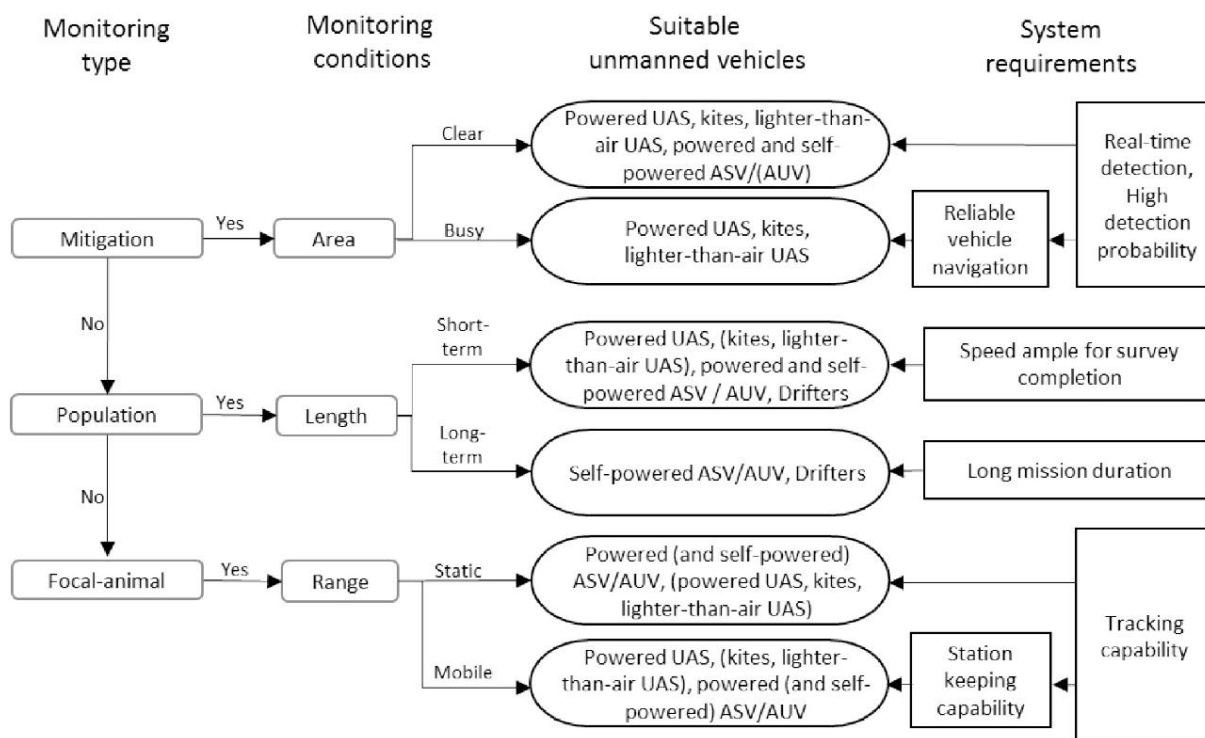 Monitoring
type
Monitoring
conditions
Suitable
unmanned vehicles
System
requirements
Mitigation
Yes
Area
Clear
Powered UAS, kites, lighter-than-
air UAS, powered and self-
powered ASV/(AUV)
Busy
Powered UAS, kites,
lighter-than-air UAS
Reliable
vehicle
navigation
Real-time
detection,
High
detection
probability
No
Population
Yes
Length
Short-
term
Powered UAS, (kites, lighter-
than-air UAS), powered and self-
powered ASV / AUV, Drifters
Speed ample for survey
completion
Long-
term
Self-powered ASV/AUV, Drifters
Long mission duration
No
Focal-animal
Yes
Range
Static
Powered (and self-powered)
ASV/AUV, (powered UAS, kites,
lighter-than-air UAS)
Mobile
Powered UAS, (kites, lighter-
than-air UAS), powered (and self-
powered) ASV/AUV
Station
keeping
capability
Tracking
capability